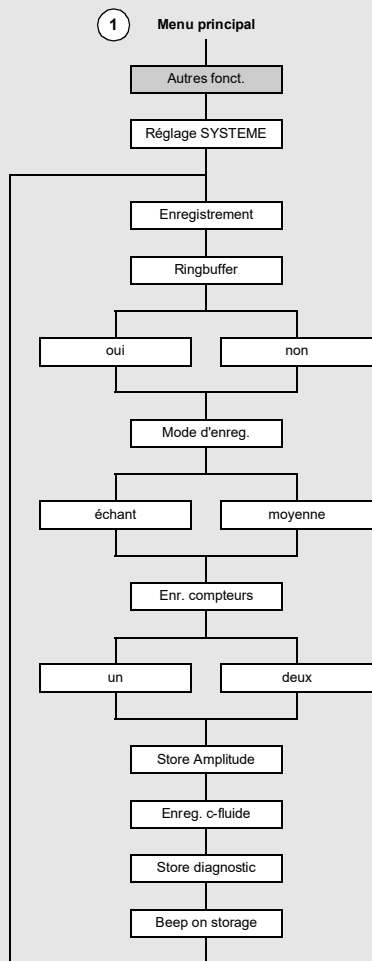 1 Menu principal
Autres fonct.
Réglage SYSTEME
Enregistrement
Ringbuffer
oui non
Mode d'enreg.
échant moyenne
Enr. compteurs
un deux
Store Amplitude
Enreg. c-fluide
Store diagnostic
Beep on storage